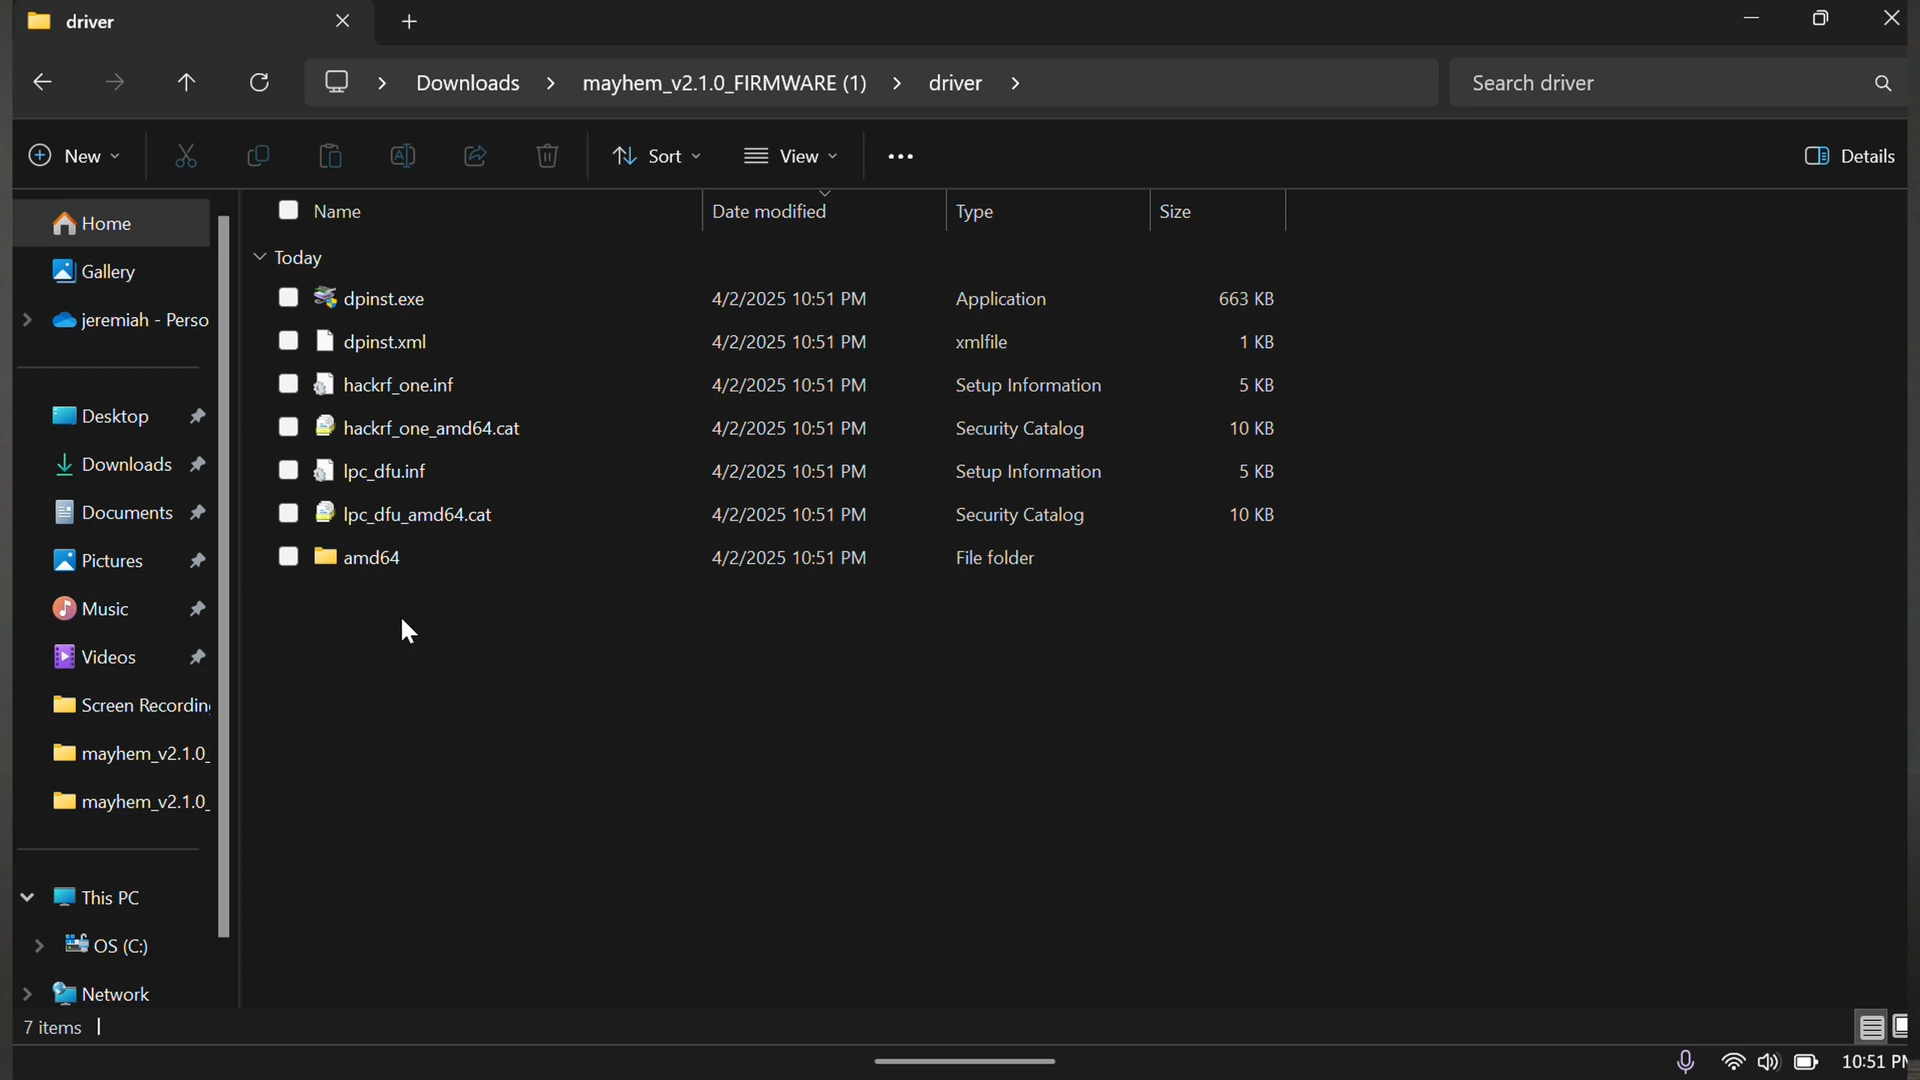 driver
Downloads > mayhem_v2.1.0_FIRMWARE (1) > driver >
Search driver
New
Sort
View
Details
Name Date modified Type Size
Home
Gallery
jeremiah - Perso
Desktop
Downloads
Documents
Pictures
Music
Videos
Screen Recordin
mayhem_v2.1.0_
mayhem_v2.1.0_
This PC
OS (C:)
Network
Today
dpinst.exe 4/2/2025 10:51 PM Application 663 KB
dpinst.xml 4/2/2025 10:51 PM xmlfile 1 KB
hackrf_one.inf 4/2/2025 10:51 PM Setup Information 5 KB
hackrf_one_amd64.cat 4/2/2025 10:51 PM Security Catalog 10 KB
lpc_dfu.inf 4/2/2025 10:51 PM Setup Information 5 KB
lpc_dfu_amd64.cat 4/2/2025 10:51 PM Security Catalog 10 KB
amd64 4/2/2025 10:51 PM File folder
7 items
10:51 PM